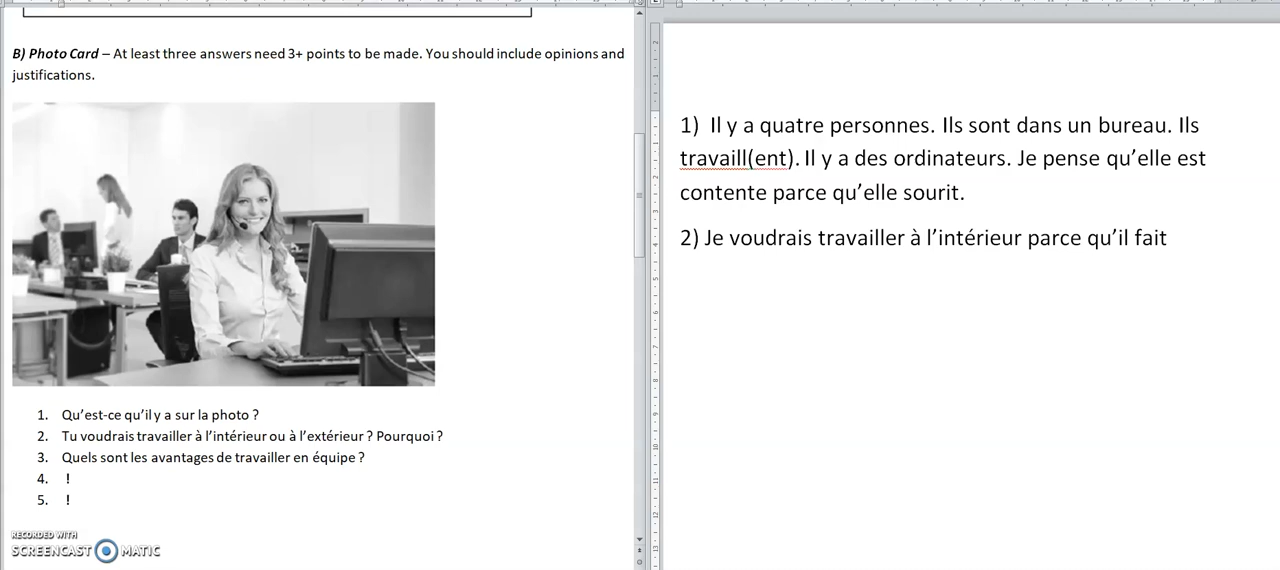 B) Photo Card – At least three answers need 3+ points to be made. You should include opinions and
justifications.
1. Qu’est-ce qu’il y a sur la photo ?
2. Tu voudrais travailler à l’intérieur ou à l’extérieur ? Pourquoi ?
3. Quels sont les avantages de travailler en équipe ?
4. !
5. !
RECORDED WITH
SCREENCAST MATIC
1) Il y a quatre personnes. Ils sont dans un bureau. Ils
travaill(ent). Il y a des ordinateurs. Je pense qu’elle est
contente parce qu’elle sourit.
2) Je voudrais travailler à l’intérieur parce qu’il fait